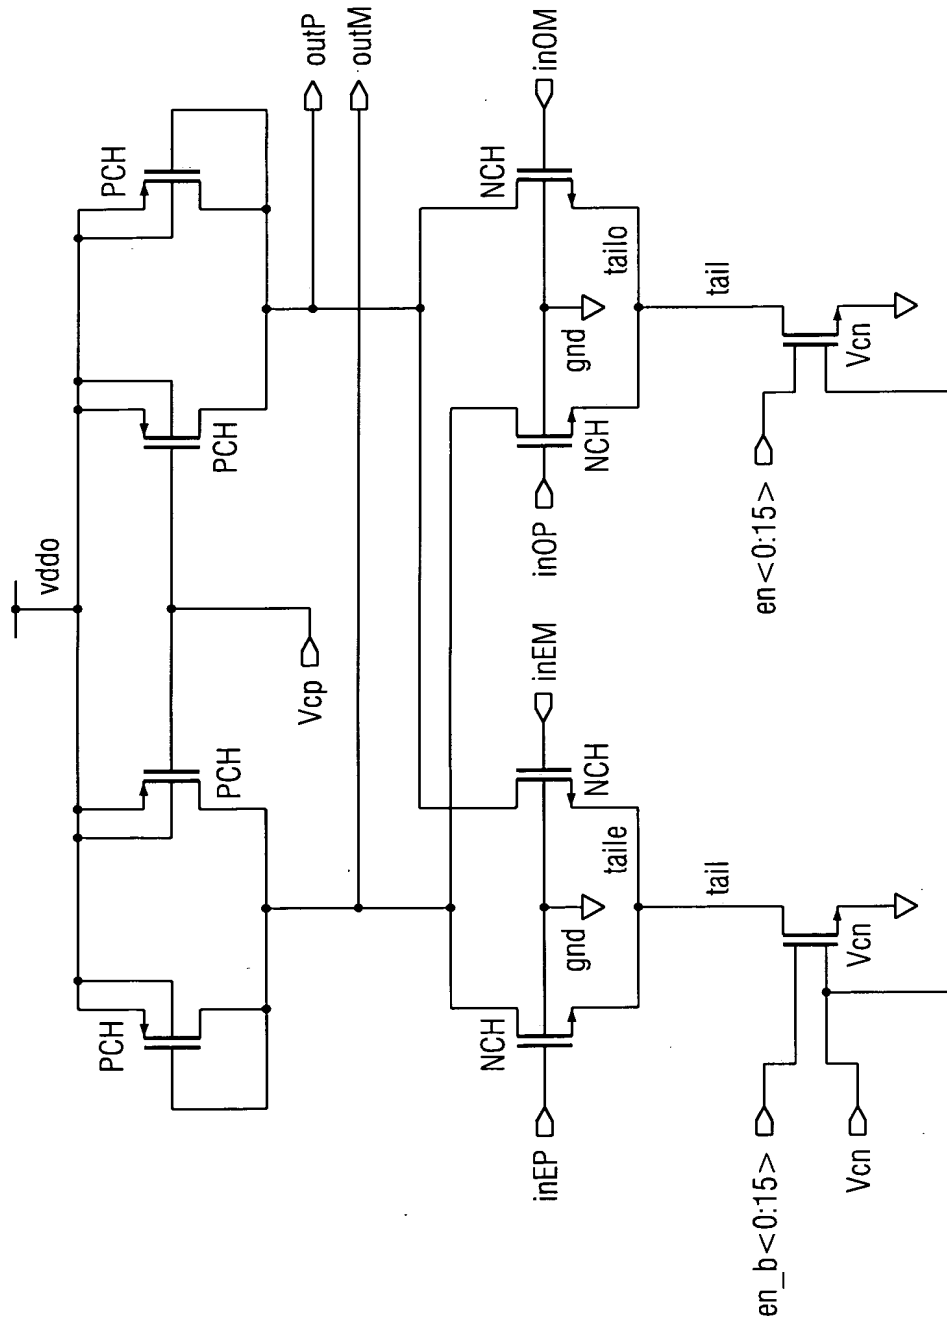 vddo
PCH
PCH
PCH
PCH
Vcp
outP
outM
inEP
NCH
gnd
taile
NCH
inEM
inOP
NCH
gnd
tailo
NCH
inOM
tail
tail
en_b<0:15>
Vcn
Vcn
en<0:15>
Vcn